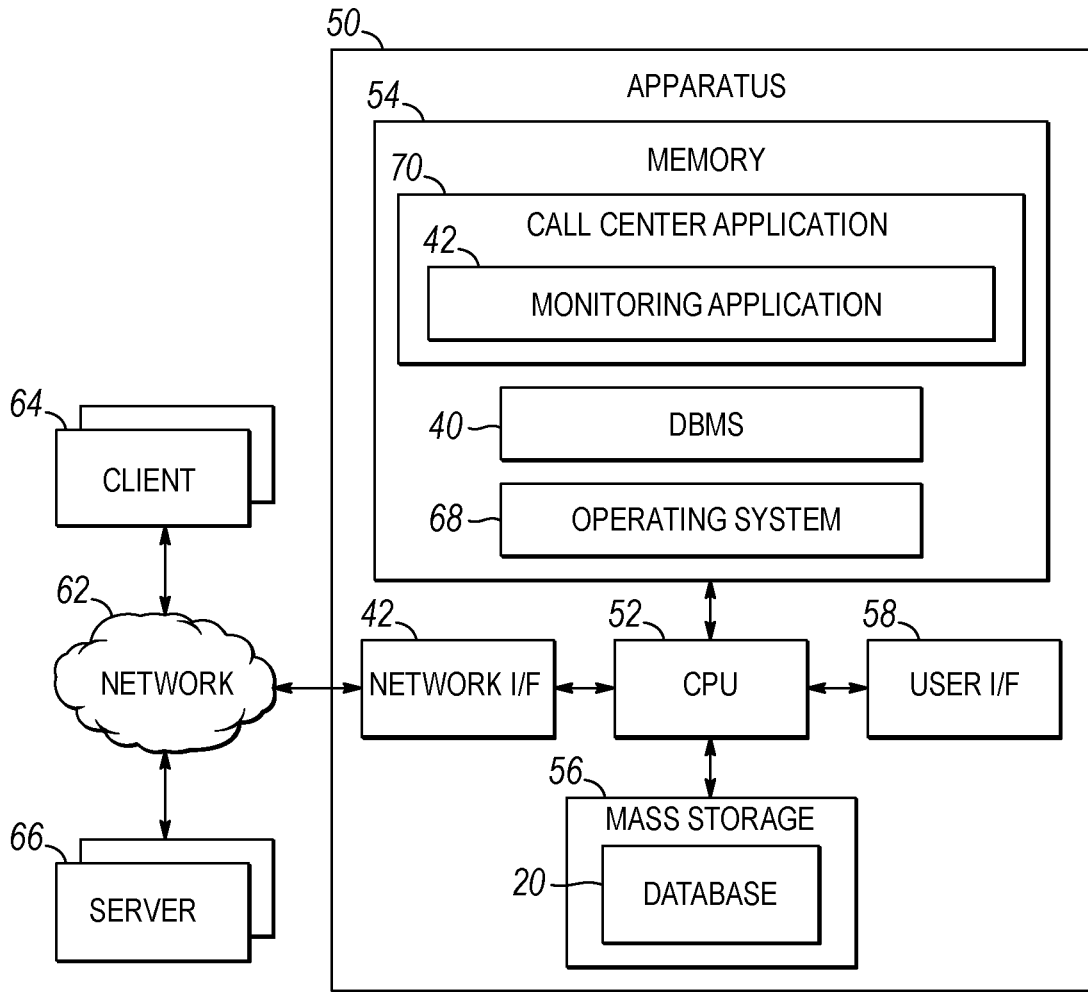 50
APPARATUS
54
MEMORY
70
CALL CENTER APPLICATION
42
MONITORING APPLICATION
64
CLIENT
40
DBMS
68
OPERATING SYSTEM
62
NETWORK
42
NETWORK I/F
52
CPU
58
USER I/F
56
MASS STORAGE
66
SERVER
20
DATABASE